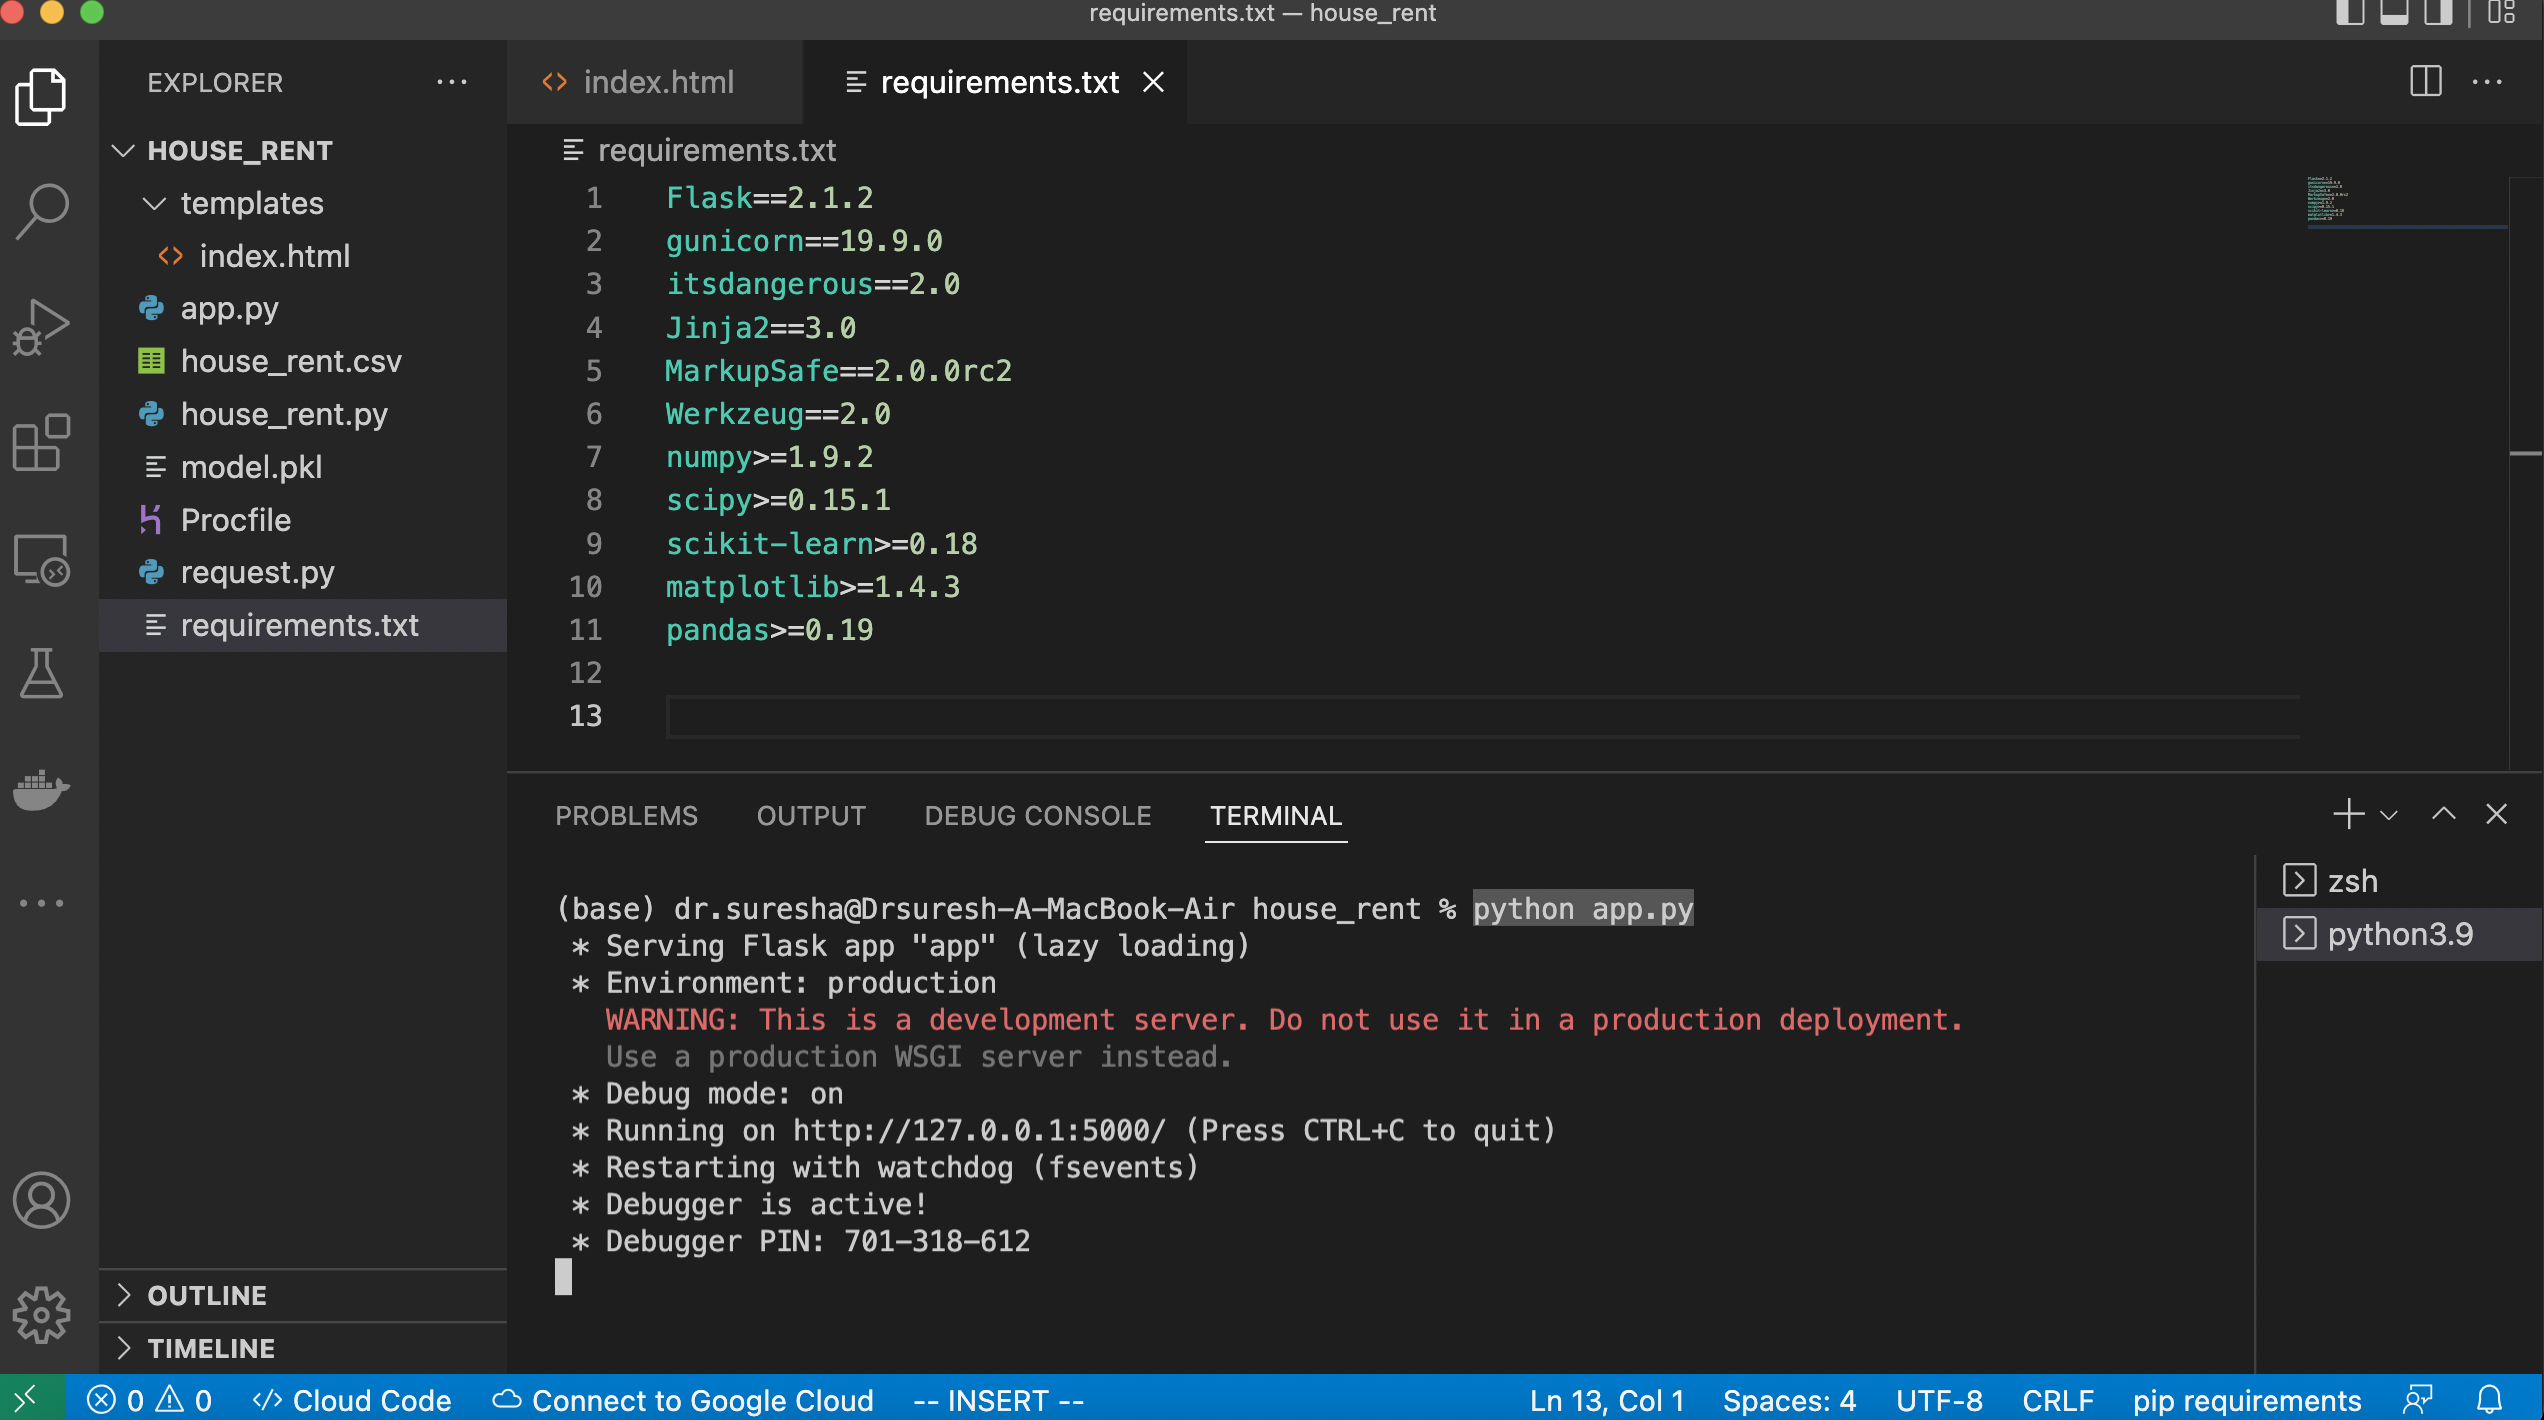 requirements.txt — house_rent
EXPLORER
HOUSE_RENT
templates
index.html
app.py
house_rent.csv
house_rent.py
model.pkl
Procfile
request.py
requirements.txt
OUTLINE
TIMELINE
index.html
requirements.txt
requirements.txt
1 Flask==2.1.2
2 gunicorn==19.9.0
3 itsdangerous==2.0
4 Jinja2==3.0
5 MarkupSafe==2.0.0rc2
6 Werkzeug==2.0
7 numpy>=1.9.2
8 scipy>=0.15.1
9 scikit-learn>=0.18
10 matplotlib>=1.4.3
11 pandas>=0.19
12
13
PROBLEMS OUTPUT DEBUG CONSOLE TERMINAL
(base) dr.suresha@Drsuresh-A-MacBook-Air house_rent % python app.py
* Serving Flask app "app" (lazy loading)
* Environment: production
WARNING: This is a development server. Do not use it in a production deployment.
Use a production WSGI server instead.
* Debug mode: on
* Running on http://127.0.0.1:5000/ (Press CTRL+C to quit)
* Restarting with watchdog (fsevents)
* Debugger is active!
* Debugger PIN: 701-318-612
zsh
python3.9
0 0 Cloud Code Connect to Google Cloud -- INSERT -- Ln 13, Col 1 Spaces: 4 UTF-8 CRLF pip requirements